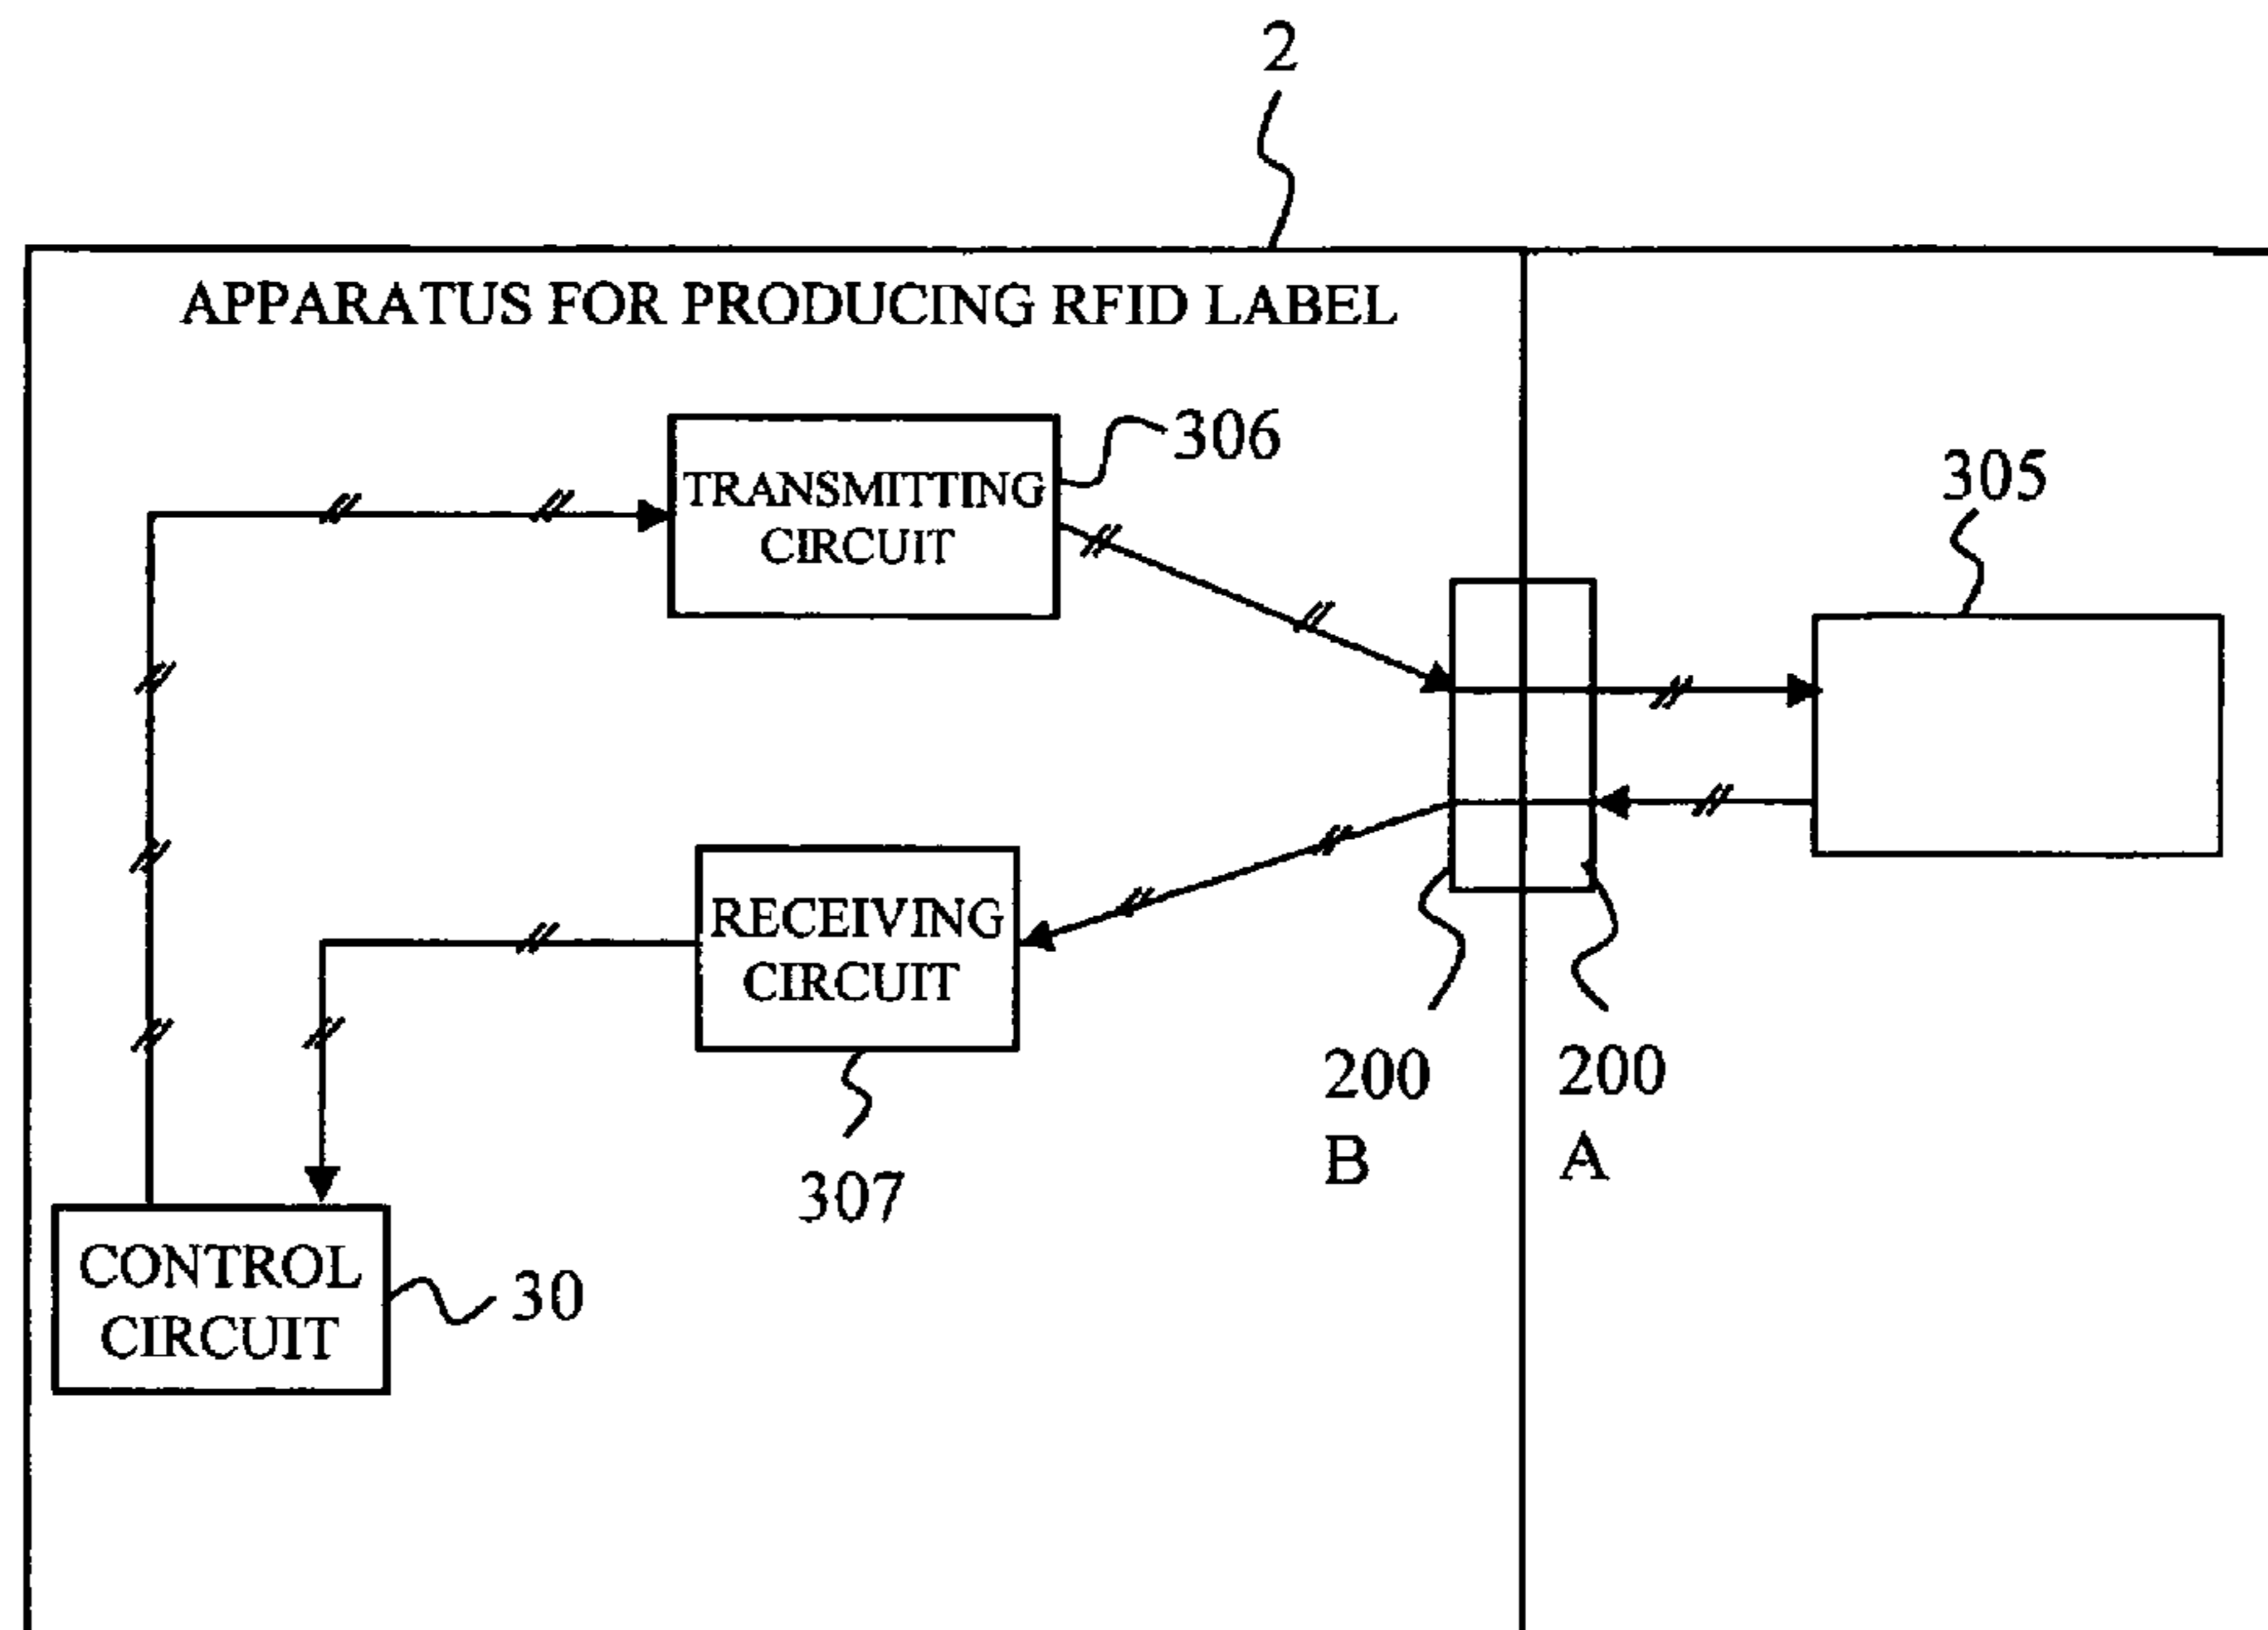 2
APPARATUS FOR PRODUCING RFID LABEL
306
TRANSMITTING
CIRCUIT
305
RECEIVING
CIRCUIT
307
200
B
200
A
CONTROL
CIRCUIT
30